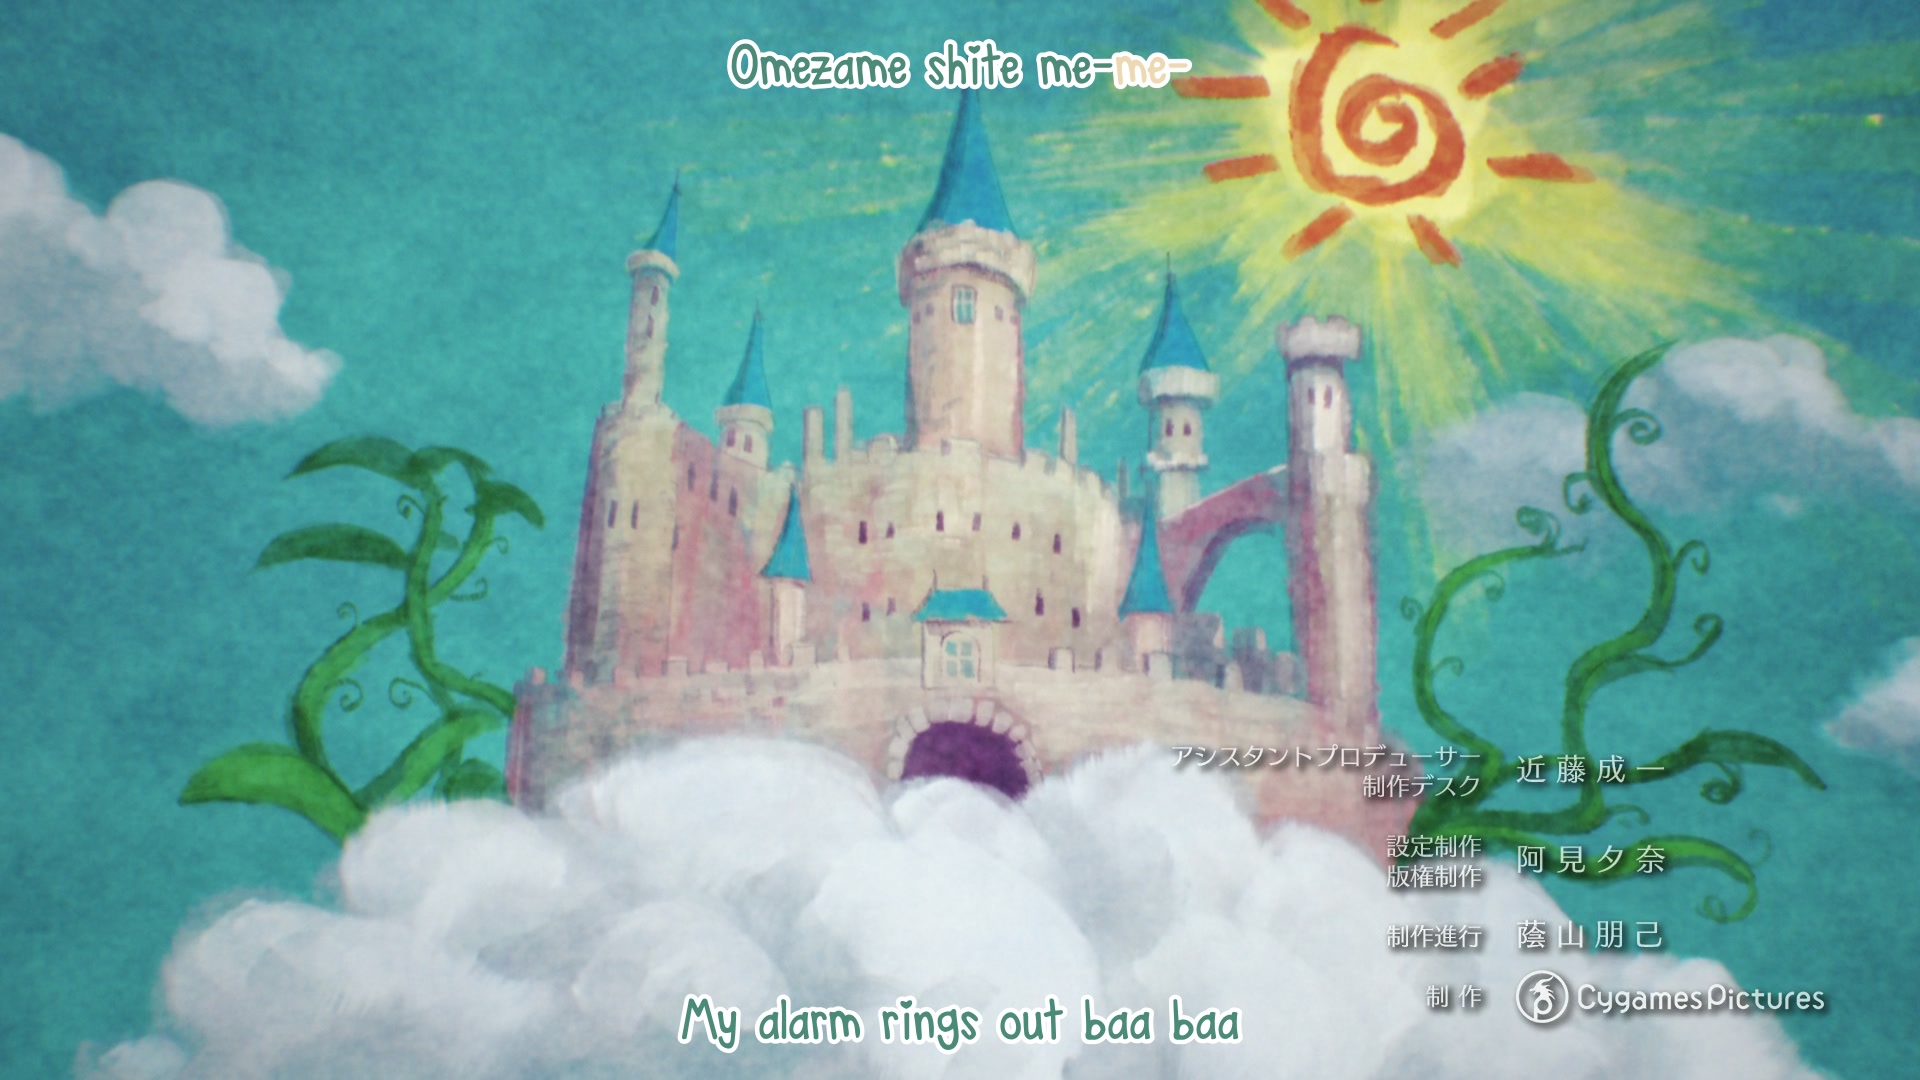 Omezame shite me-me-
アシスタントプロデューサー
制作デスク
近藤成一
設定制作
版権制作
阿見夕奈
制作進行 蔭山朋己
制作 CygamesPictures
My alarm rings out baa baa